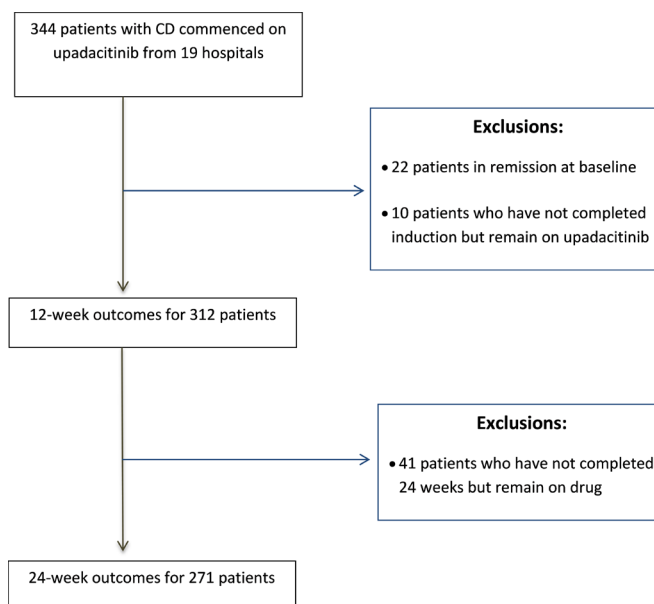 344 patients with CD commenced on
upadacitinib from 19 hospitals
Exclusions:
• 22 patients in remission at baseline
• 10 patients who have not completed
induction but remain on upadacitinib
12-week outcomes for 312 patients
Exclusions:
• 41 patients who have not completed
24 weeks but remain on drug
24-week outcomes for 271 patients